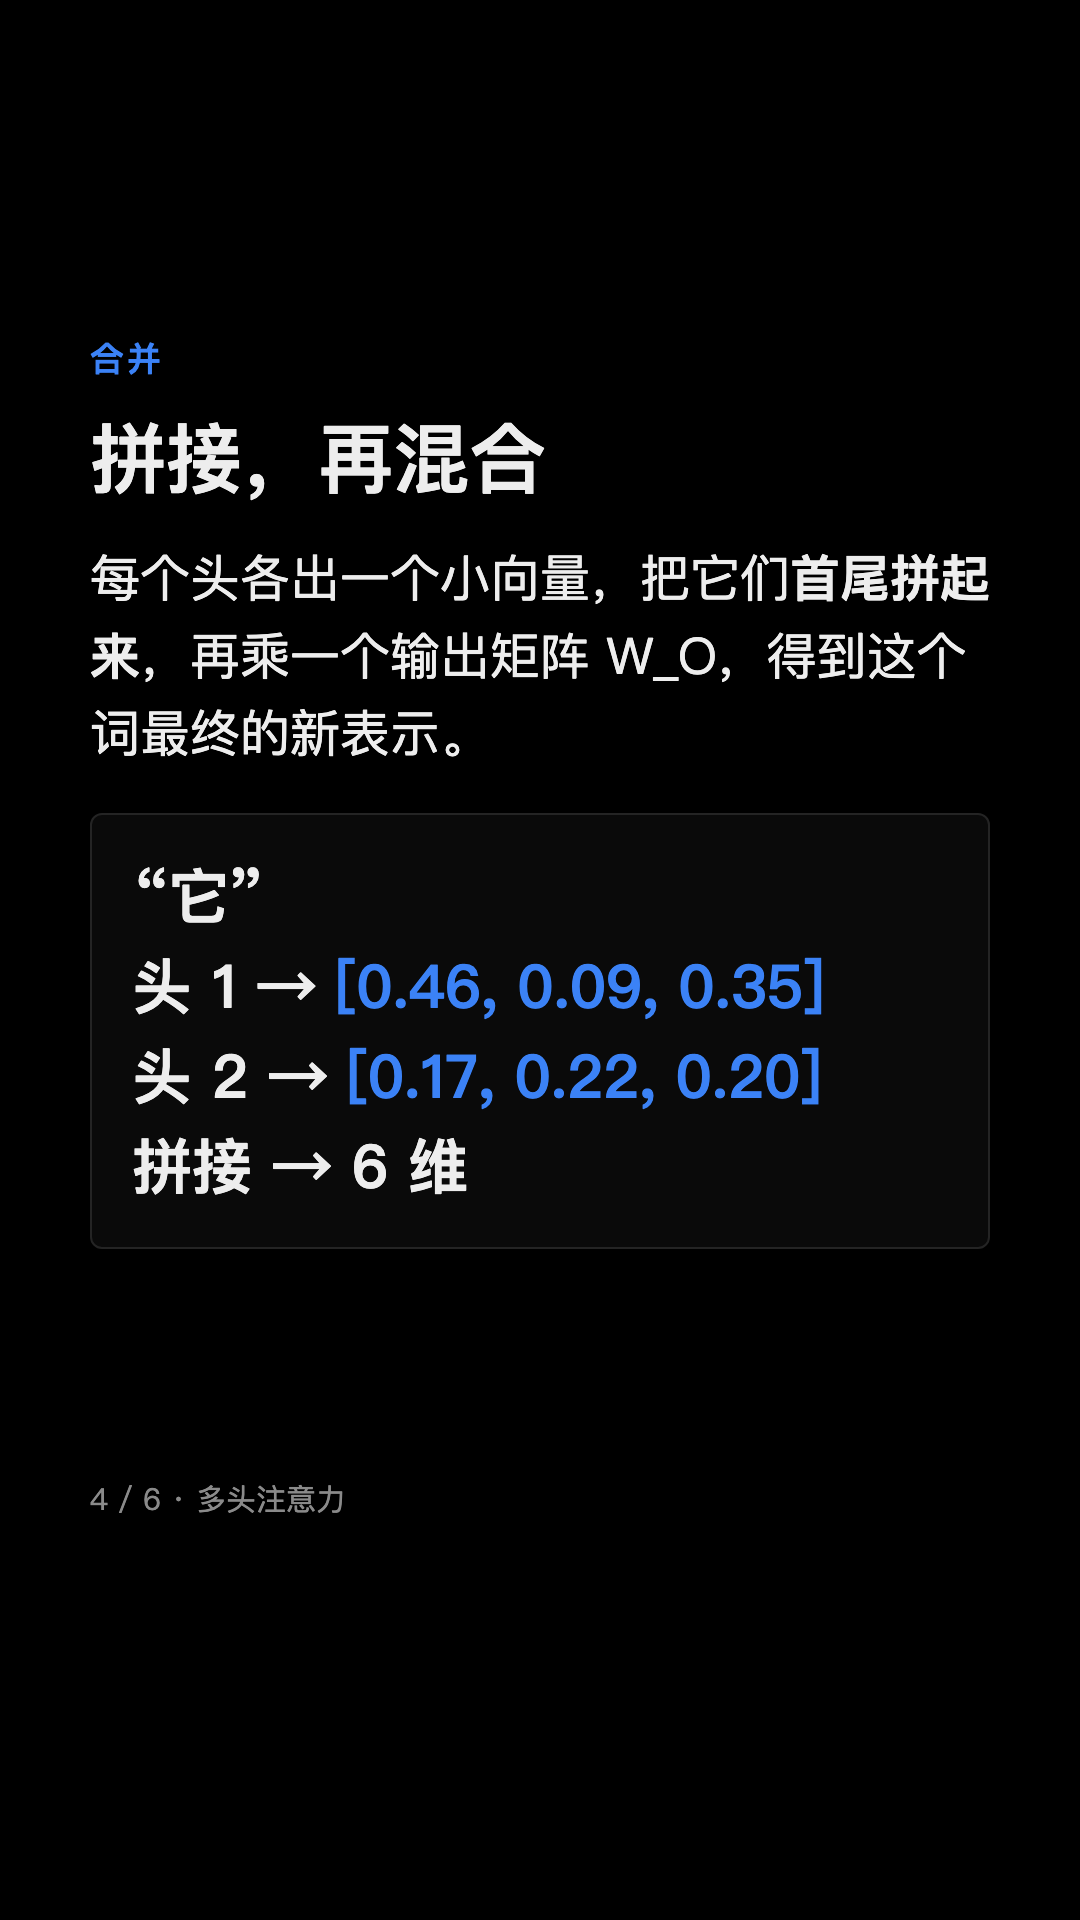 合并
拼接，再混合
每个头各出一个小向量，把它们首尾拼起
来，再乘一个输出矩阵 W_O，得到这个
词最终的新表示。
“它”
头 1 → [0.46, 0.09, 0.35]
头 2 → [0.17, 0.22, 0.20]
拼接 → 6 维
4 / 6 · 多头注意力